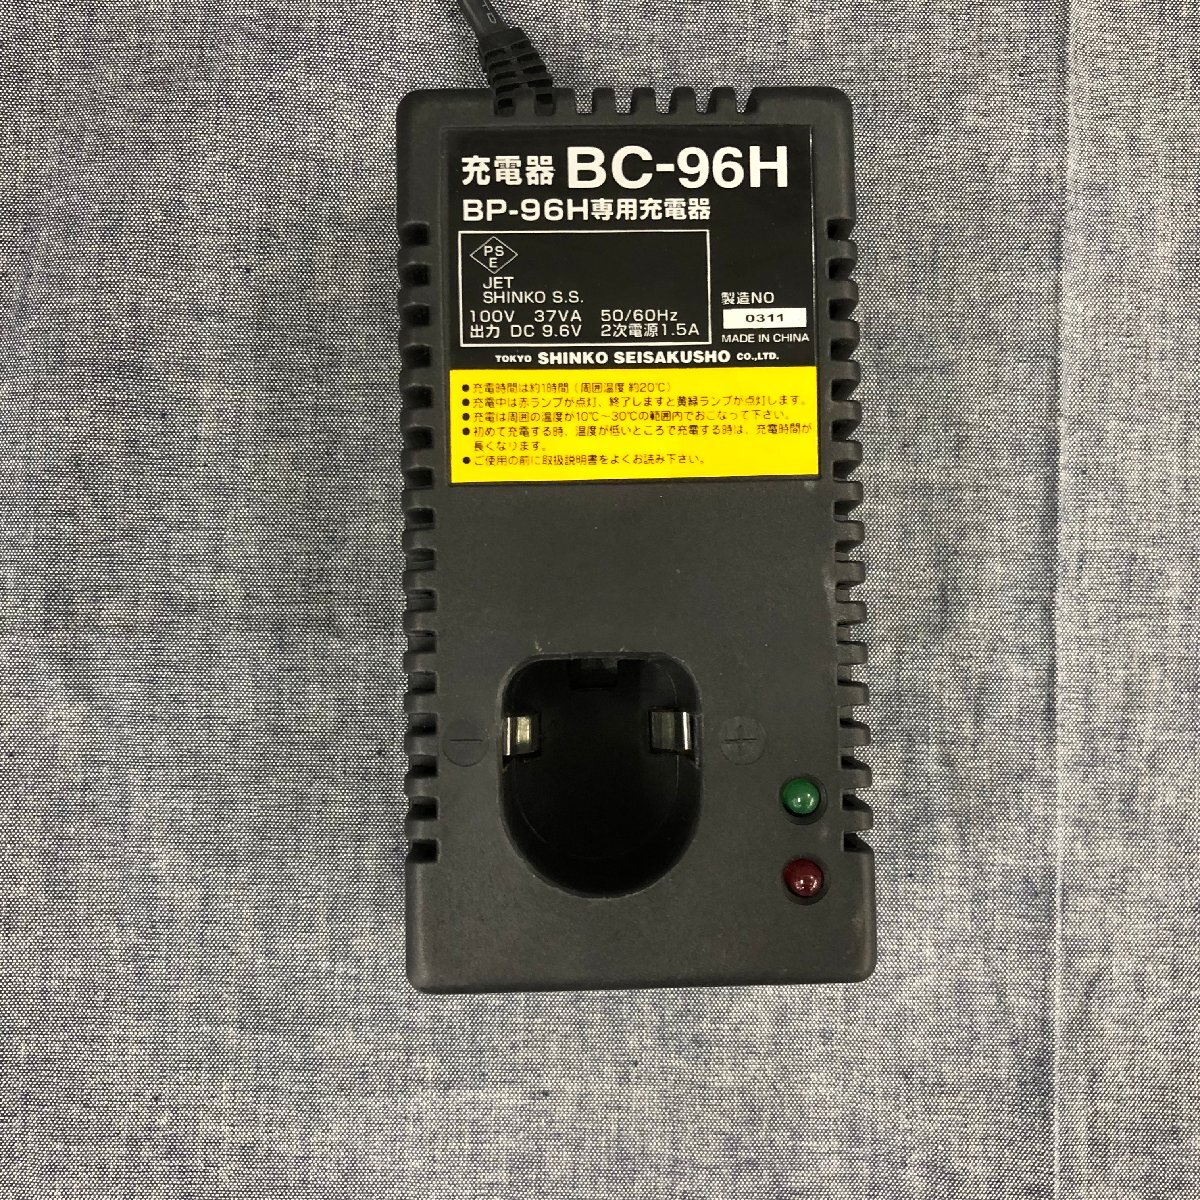 充電器 BC-96H
BP-96H専用充電器
PS
E
JET
SHINKO S.S.
100V 37VA 50/60Hz
出力 DC 9.6V 2次電源1.5A
製造NO
0311
MADE IN CHINA
TOKYO SHINKO SEISAKUSHO CO.,LTD.
●充電時間は約1時間(周囲温度 約20℃)
●充電中は赤ランプが点灯、終了しますと黄緑ランプが点灯します。
●充電は周囲の温度が10℃~30℃の範囲内でおこなって下さい。
●初めて充電する時、温度が低いところで充電する時は、充電時間が
長くなります。
●ご使用の前に取扱説明書をよくお読み下さい。